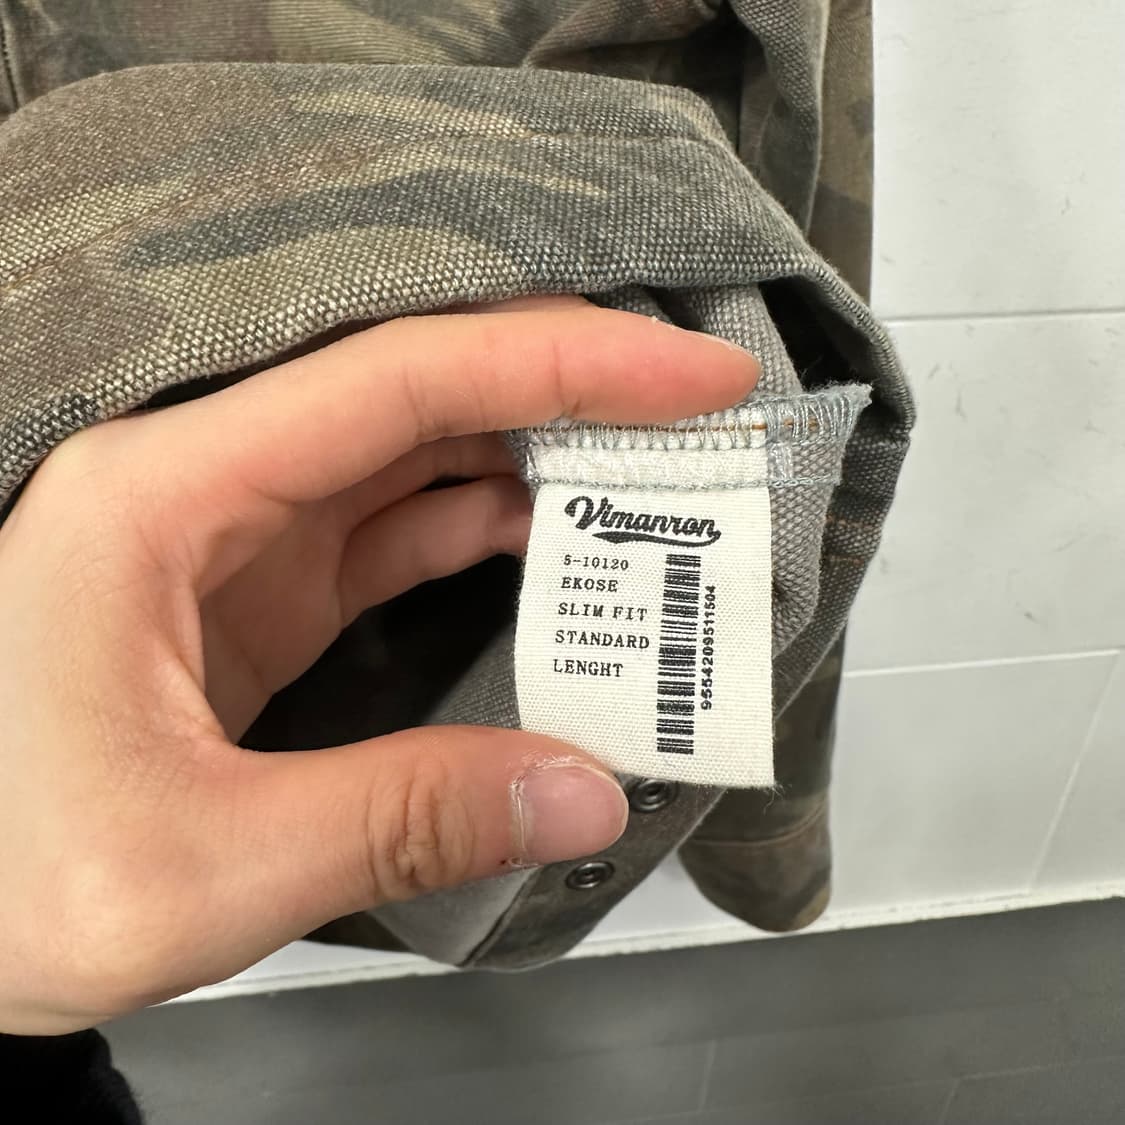 Vimanron
5-10120
EKOSE
SLIM FIT
STANDARD
LENGHT
9554209511504